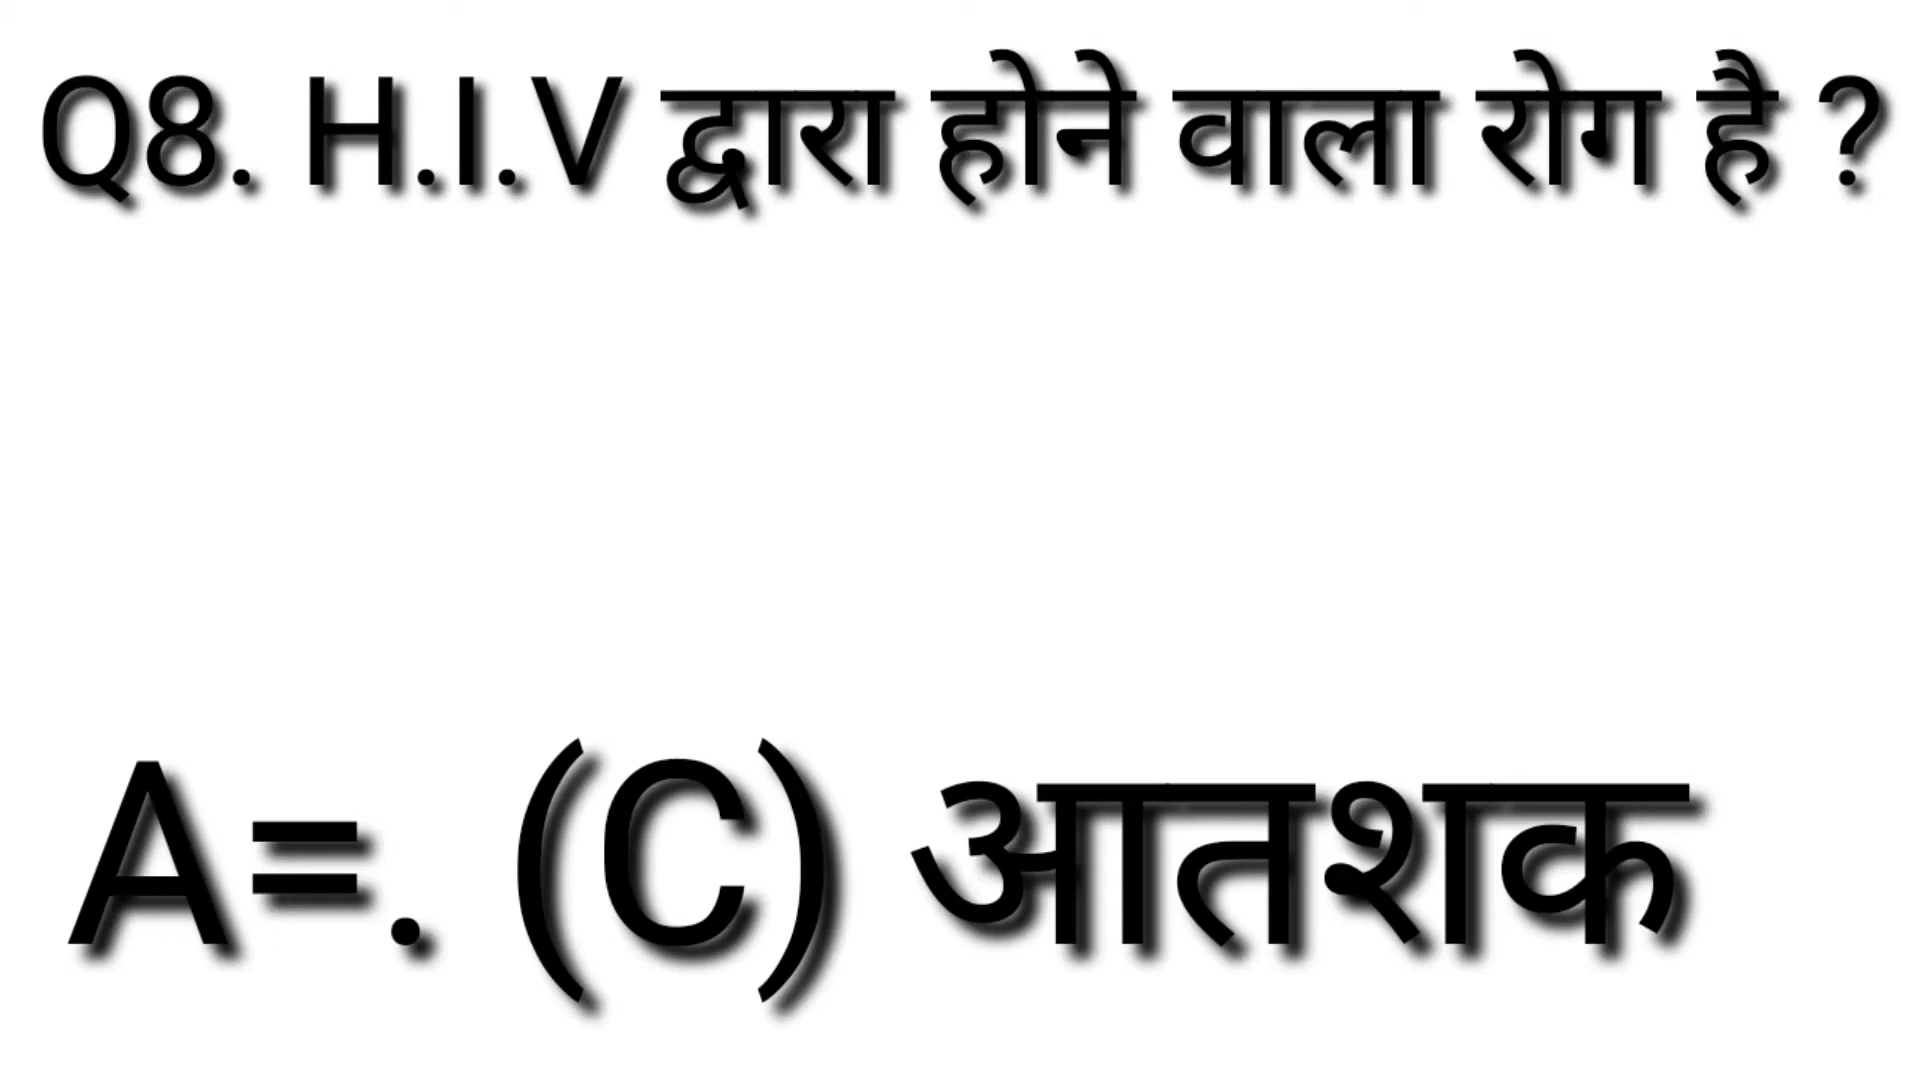 Q8. H.I.V द्वारा होने वाला रोग है ?
A=. (C) आतशक